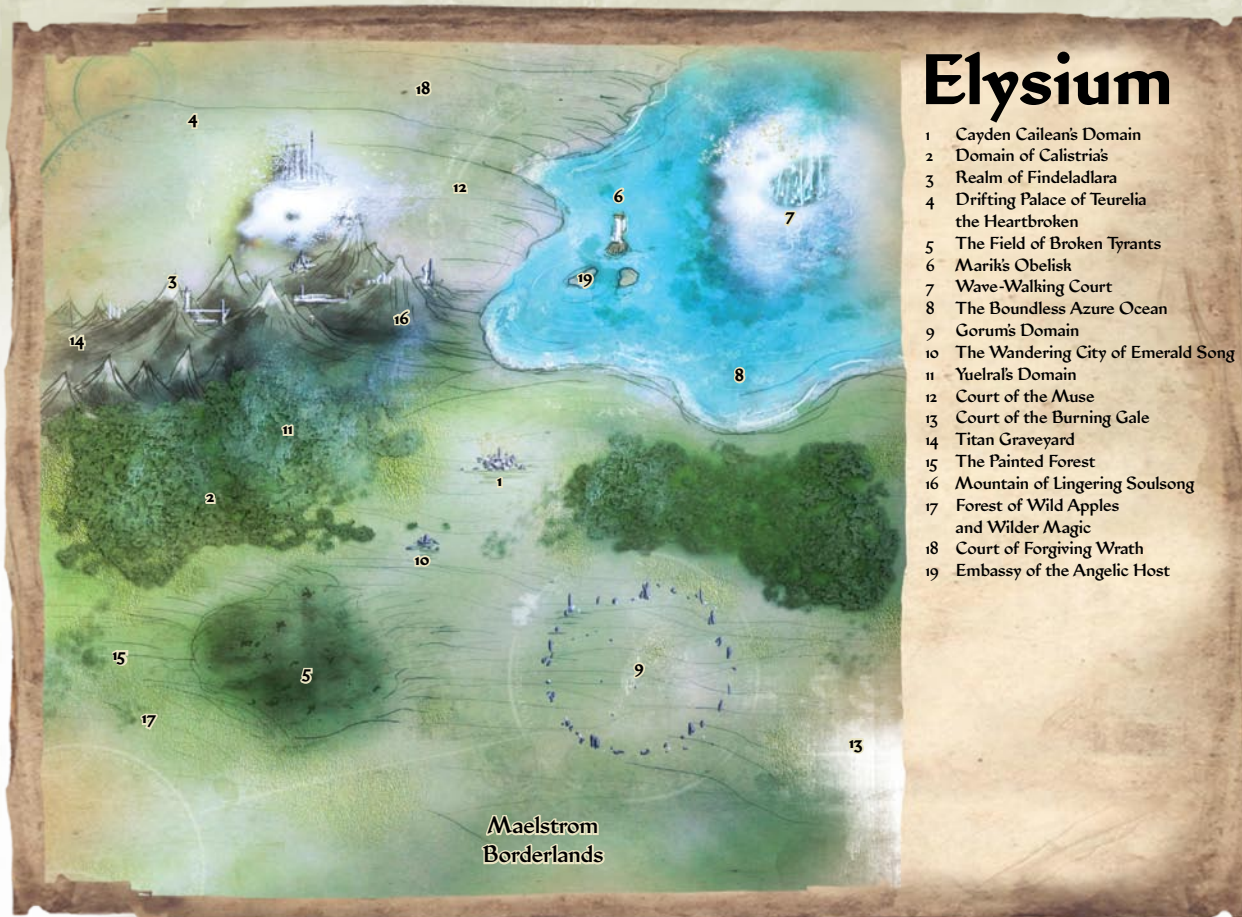 Elysium
1 Cayden Cailean's Domain
2 Domain of Calistria's
3 Realm of Findeladlara
4 Drifting Palace of Teurelia
the Heartbroken
5 The Field of Broken Tyrants
6 Marik's Obelisk
7 Wave-Walking Court
8 The Boundless Azure Ocean
9 Gorum's Domain
10 The Wandering City of Emerald Song
11 Yuelral's Domain
12 Court of the Muse
13 Court of the Burning Gale
14 Titan Graveyard
15 The Painted Forest
16 Mountain of Lingering Soulsong
17 Forest of Wild Apples
and Wilder Magic
18 Court of Forgiving Wrath
19 Embassy of the Angelic Host
18
4
12
6
7
3
19
16
14
8
11
1
2
10
15
5
9
17
13
Maelstrom
Borderlands